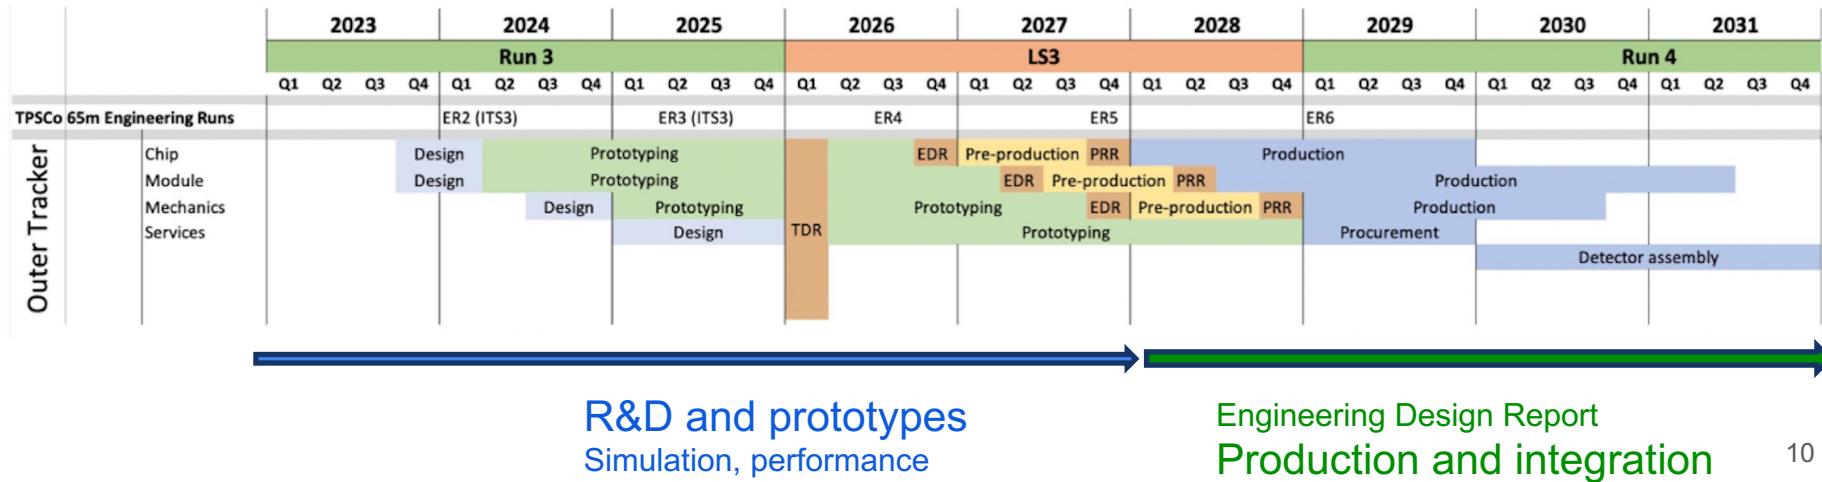 2023 2024 2025 2026 2027 2028 2029 2030 2031
Run 3 LS3 Run 4
Q1 Q2 Q3 Q4 Q1 Q2 Q3 Q4 Q1 Q2 Q3 Q4 Q1 Q2 Q3 Q4 Q1 Q2 Q3 Q4 Q1 Q2 Q3 Q4 Q1 Q2 Q3 Q4 Q1 Q2 Q3 Q4 Q1 Q2 Q3 Q4
TPSCo 65m Engineering Runs ER2 (ITS3) ER3 (ITS3) ER4 ER5 ER6
Outer Tracker
Chip Design Prototyping EDR Pre-production PRR Production
Module Design Prototyping EDR Pre-production PRR Production
Mechanics Design Prototyping Prototyping EDR Pre-production PRR Production
Services Design TDR Prototyping Procurement
Detector assembly
R&D and prototypes
Simulation, performance
Engineering Design Report
Production and integration
10